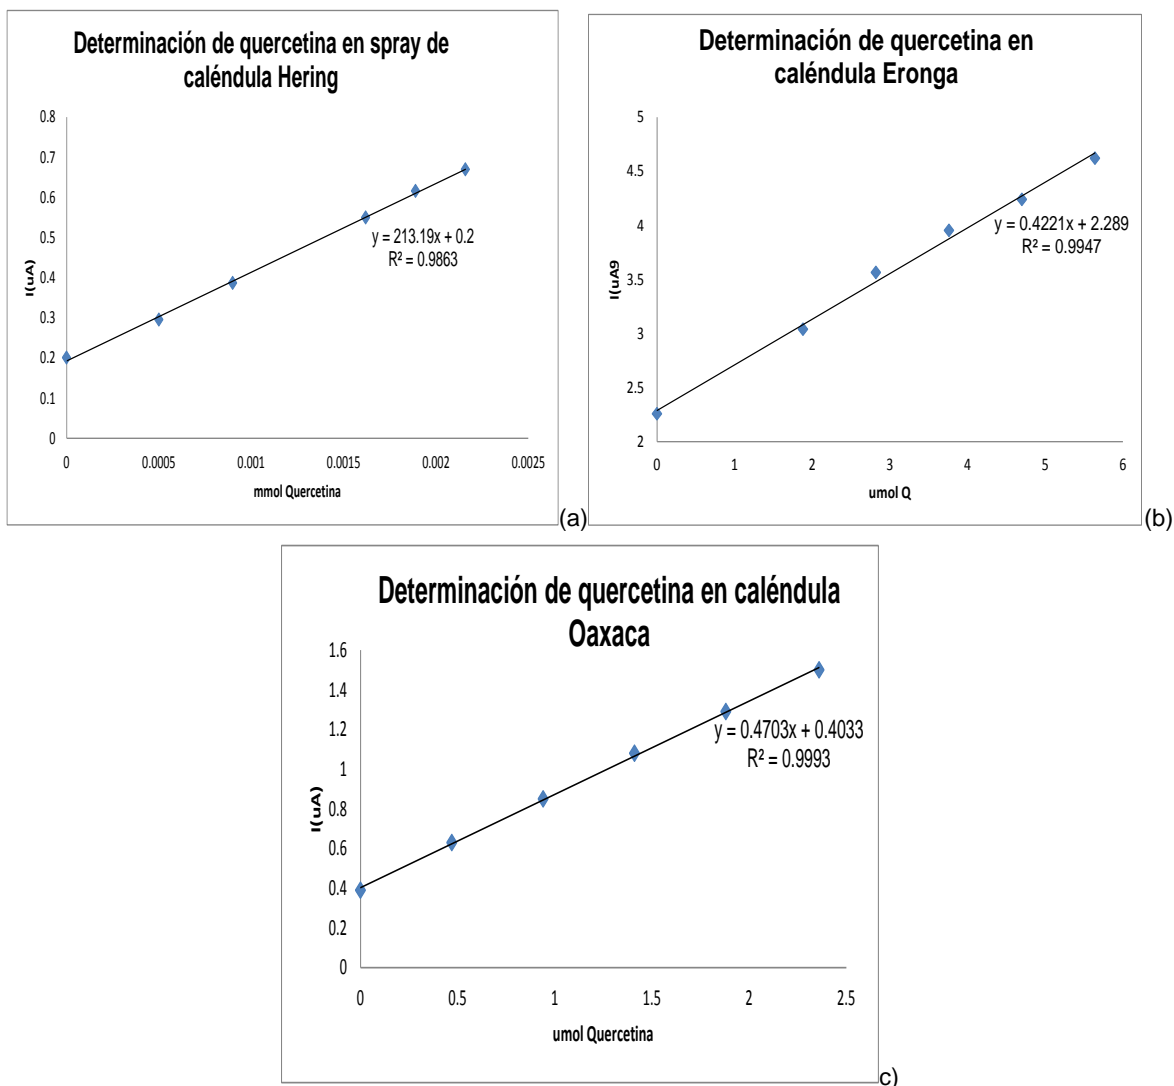 Determinación de quercetina en spray de
caléndula Hering
0.8
0.7
0.6
0.5
0.4
0.3
0.2
0.1
0
I(uA)
y = 213.19x + 0.2
R² = 0.9863
0
0.0005
0.001
0.0015
0.002
0.0025
mmol Quercetina
(a)
Determinación de quercetina en
caléndula Eronga
5
4.5
4
3.5
3
2.5
2
I(uA9
y = 0.4221x + 2.289
R² = 0.9947
0
1
2
3
4
5
6
umol Q
(b)
Determinación de quercetina en caléndula
Oaxaca
1.6
1.4
1.2
1
0.8
0.6
0.4
0.2
0
I(uA)
y = 0.4703x + 0.4033
R² = 0.9993
0
0.5
1
1.5
2
2.5
umol Quercetina
c)